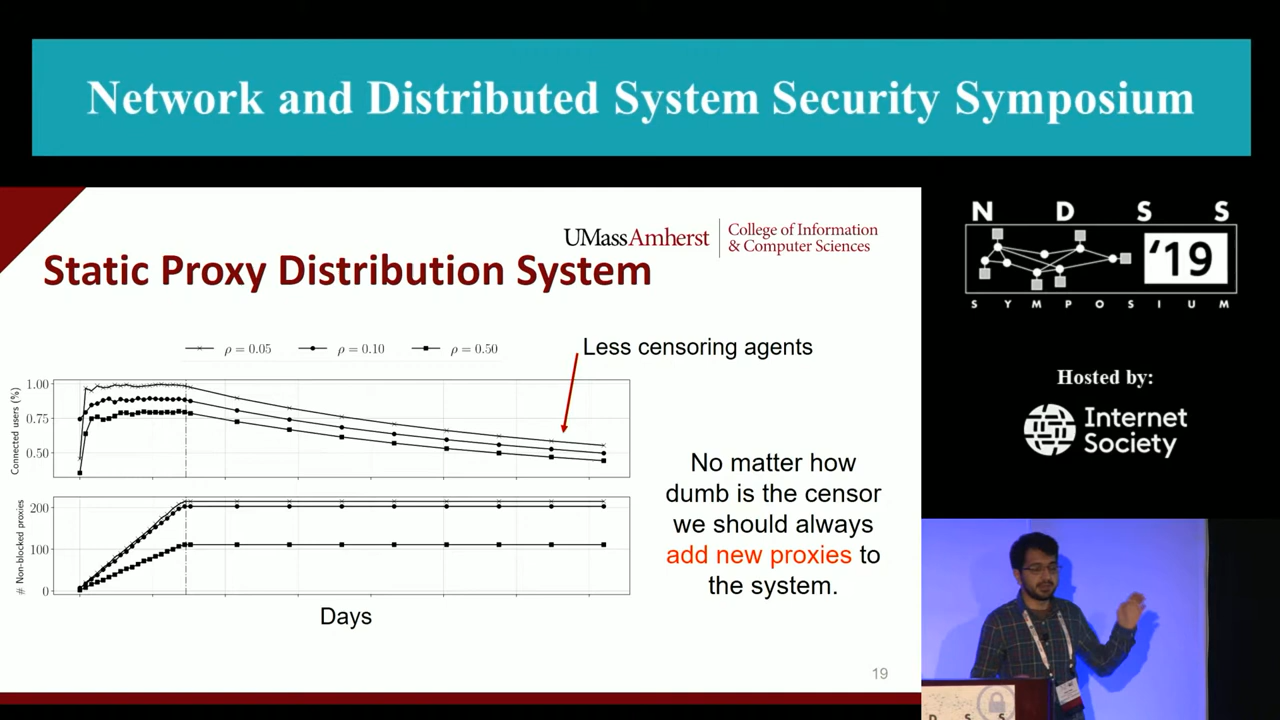 Network and Distributed System Security Symposium
UMassAmherst
College of Information
& Computer Sciences
Static Proxy Distribution System
ρ = 0.05
ρ = 0.10
ρ = 0.50
Less censoring agents
Connected users (%)
1.00
0.75
0.50
# Non-blocked proxies
200
100
0
Days
No matter how
dumb is the censor
we should always
add new proxies to
the system.
19
N D S S
'19
S Y M P O S I U M
Hosted by:
Internet
Society
D S S